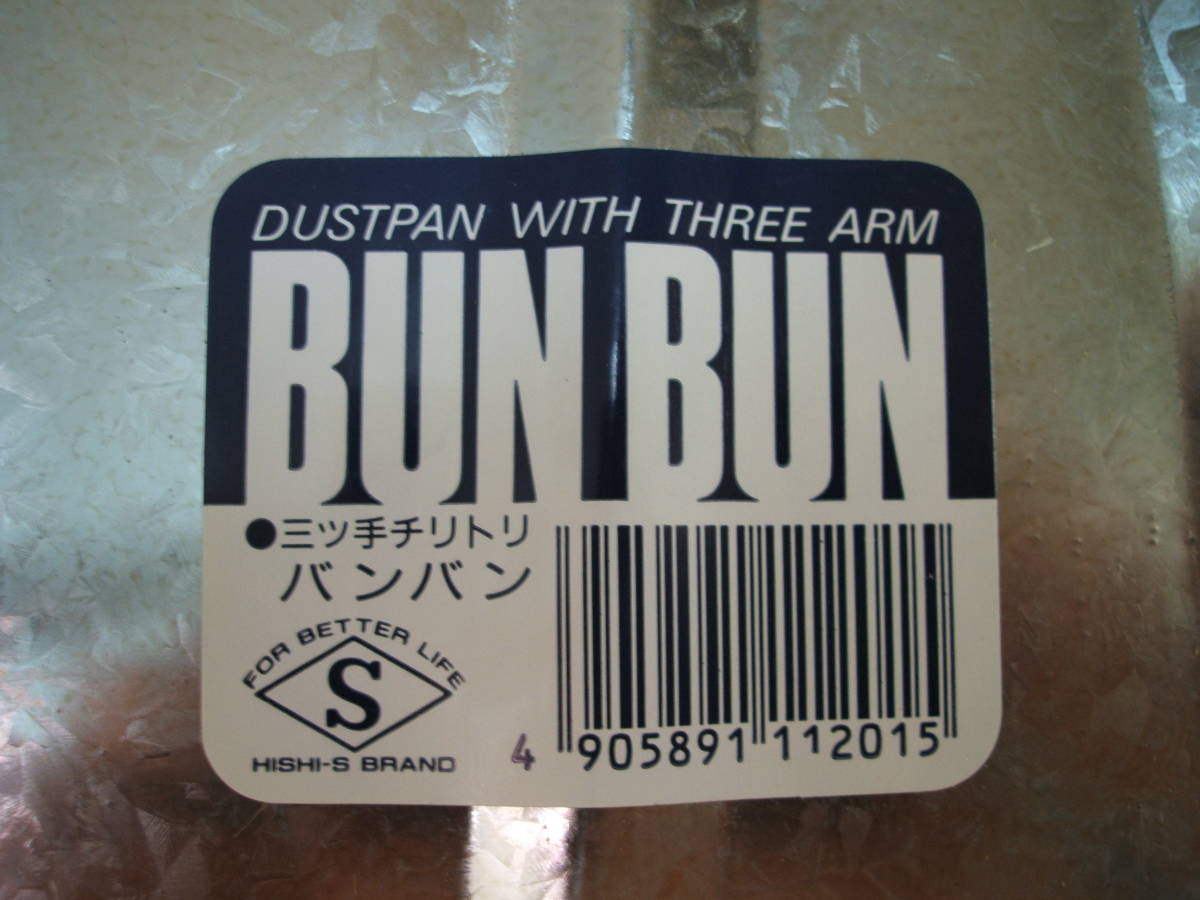 DUSTPAN WITH THREE ARM
BUN BUN
●三ツ手チリトリ
バンバン
FOR BETTER LIFE
S
HISHI-S BRAND
4 905891 112015